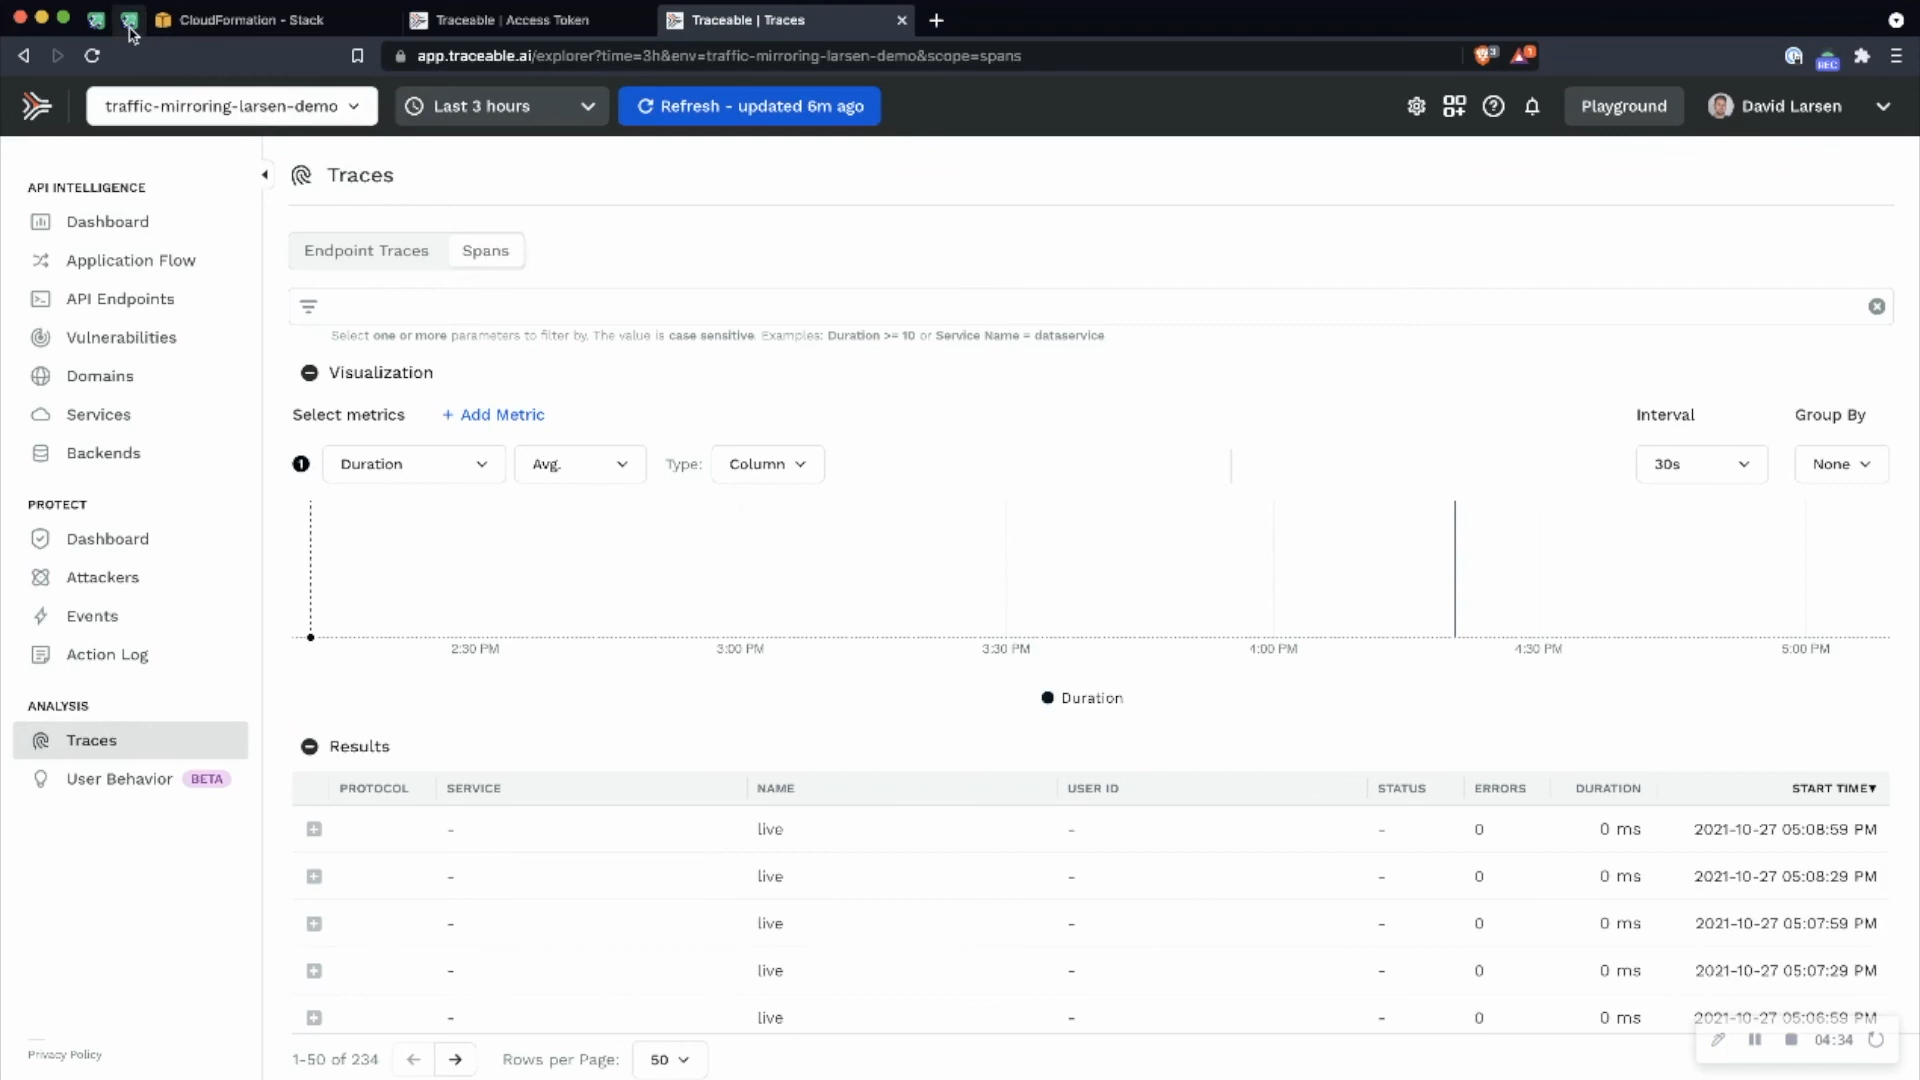 CloudFormation - Stack
Traceable | Access Token
Traceable | Traces
app.traceable.ai/explorer?time=3h&env=traffic-mirroring-larsen-demo&scope=spans
3
1
REC
traffic-mirroring-larsen-demo
Last 3 hours
Refresh - updated 6m ago
Playground
David Larsen
API INTELLIGENCE
Dashboard
Application Flow
API Endpoints
Vulnerabilities
Domains
Services
Backends
PROTECT
Dashboard
Attackers
Events
Action Log
ANALYSIS
Traces
User Behavior BETA
Privacy Policy
Traces
Endpoint Traces
Spans
Select one or more parameters to filter by. The value is case sensitive. Examples: Duration >= 10 or Service Name = dataservice
Visualization
Select metrics
+ Add Metric
Interval
Group By
1
Duration
Avg.
Type:
Column
30s
None
2:30 PM
3:00 PM
3:30 PM
4:00 PM
4:30 PM
5:00 PM
Duration
Results
PROTOCOL SERVICE NAME USER ID STATUS ERRORS DURATION START TIME▼
- live - - 0 0 ms 2021-10-27 05:08:59 PM
- live - - 0 0 ms 2021-10-27 05:08:29 PM
- live - - 0 0 ms 2021-10-27 05:07:59 PM
- live - - 0 0 ms 2021-10-27 05:07:29 PM
- live - - 0 0 ms 2021-10-27 05:06:59 PM
1-50 of 234
Rows per Page:
50
04:34